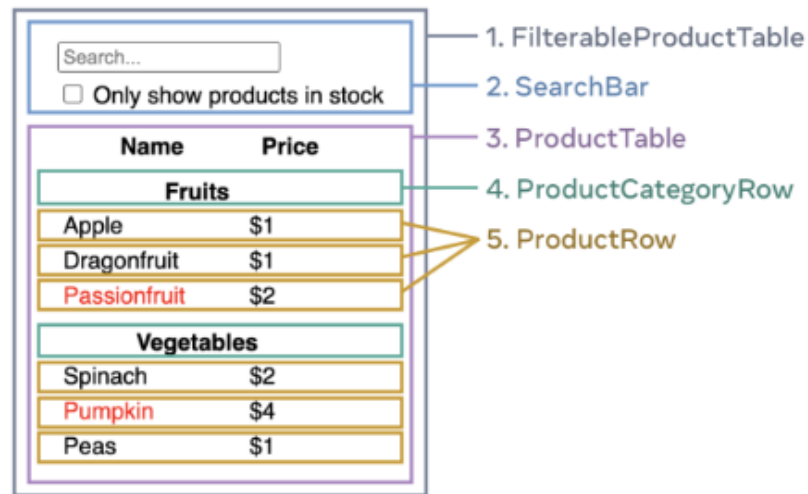 1. FilterableProductTable
Search...
Only show products in stock
2. SearchBar
Name Price
3. ProductTable
Fruits
4. ProductCategoryRow
Apple $1
5. ProductRow
Dragonfruit $1
Passionfruit $2
Vegetables
Spinach $2
Pumpkin $4
Peas $1